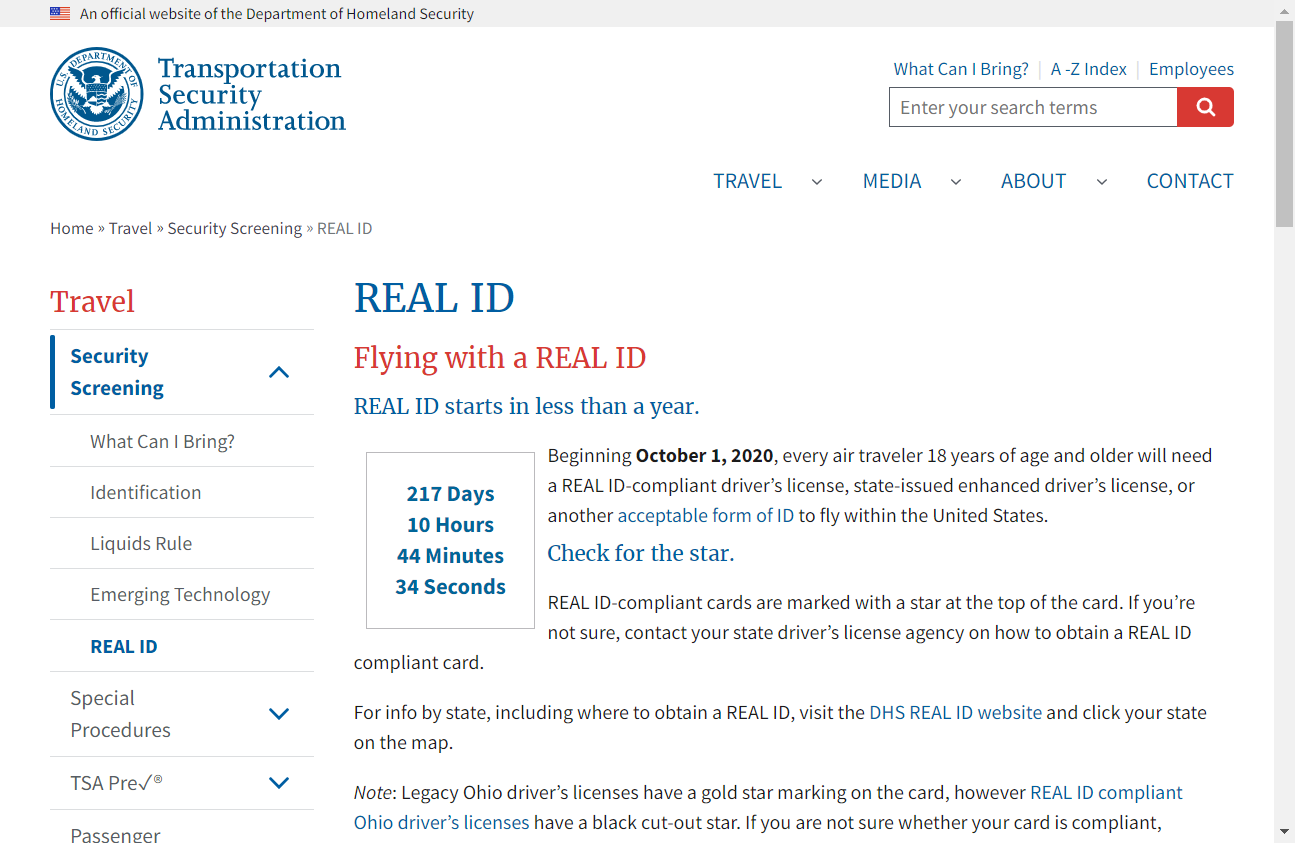 An official website of the Department of Homeland Security
U.S. DEPARTMENT OF HOMELAND SECURITY
Transportation
Security
Administration
What Can I Bring?
A -Z Index
Employees
Enter your search terms
TRAVEL
MEDIA
ABOUT
CONTACT
Home » Travel » Security Screening » REAL ID
Travel
Security
Screening
What Can I Bring?
Identification
Liquids Rule
Emerging Technology
REAL ID
Special
Procedures
TSA Pre✓®
Passenger
REAL ID
Flying with a REAL ID
REAL ID starts in less than a year.
217 Days
10 Hours
44 Minutes
34 Seconds
Beginning October 1, 2020, every air traveler 18 years of age and older will need
a REAL ID-compliant driver’s license, state-issued enhanced driver’s license, or
another acceptable form of ID to fly within the United States.
Check for the star.
REAL ID-compliant cards are marked with a star at the top of the card. If you’re
not sure, contact your state driver’s license agency on how to obtain a REAL ID
compliant card.
For info by state, including where to obtain a REAL ID, visit the DHS REAL ID website and click your state
on the map.
Note: Legacy Ohio driver’s licenses have a gold star marking on the card, however REAL ID compliant
Ohio driver’s licenses have a black cut-out star. If you are not sure whether your card is compliant,